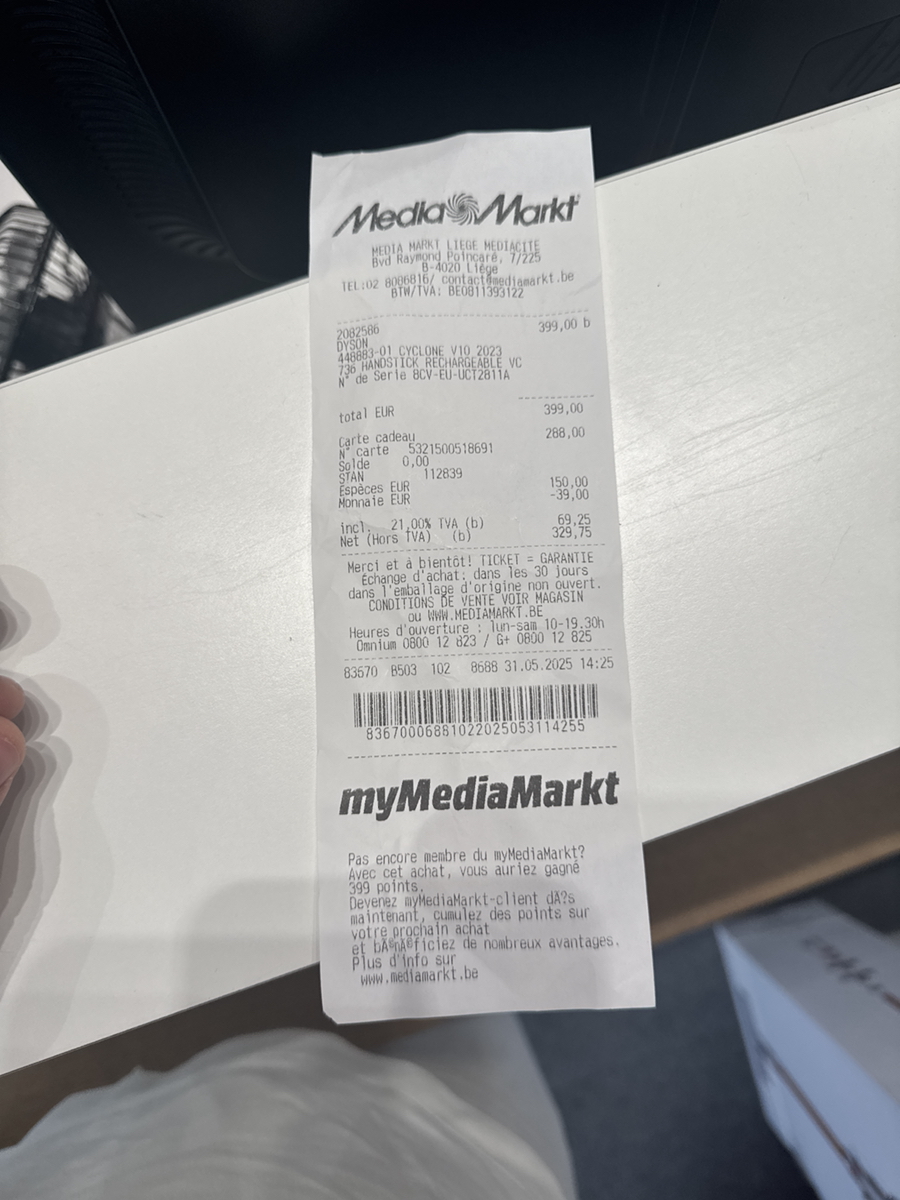 Media Markt
MEDIA MARKT LIEGE MEDIACITE
Bvd Raymond Poincaré, 7/225
B-4020 Liège
TEL:02 8086816/ contact@mediamarkt.be
BTW/TVA: BE0811393122
2082586 399,00 b
DYSON
448883-01 CYCLONE V10 2023
736 HANDSTICK RECHARGEABLE VC
N° de Serie 8CV-EU-UCT2811A
total EUR 399,00
Carte cadeau 288,00
N° carte 5321500518691
Solde 0,00
STAN 112839
Espèces EUR 150,00
Monnaie EUR -39,00
incl. 21,00% TVA (b) 69,25
Net (Hors TVA) (b) 329,75
Merci et à bientôt! TICKET = GARANTIE
Échange d'achat: dans les 30 jours
dans l'emballage d'origine non ouvert.
CONDITIONS DE VENTE VOIR MAGASIN
ou WWW.MEDIAMARKT.BE
Heures d'ouverture : lun-sam 10-19.30h
Omnium 0800 12 823 / G+ 0800 12 825
83670 B503 102 8688 31.05.2025 14:25
83670006881022025053114255
myMediaMarkt
Pas encore membre du myMediaMarkt?
Avec cet achat, vous auriez gagné
399 points.
Devenez myMediaMarkt-client dÃ?s
maintenant, cumulez des points sur
votre prochain achat
et bÃ©nÃ©ficiez de nombreux avantages.
Plus d'info sur
www.mediamarkt.be